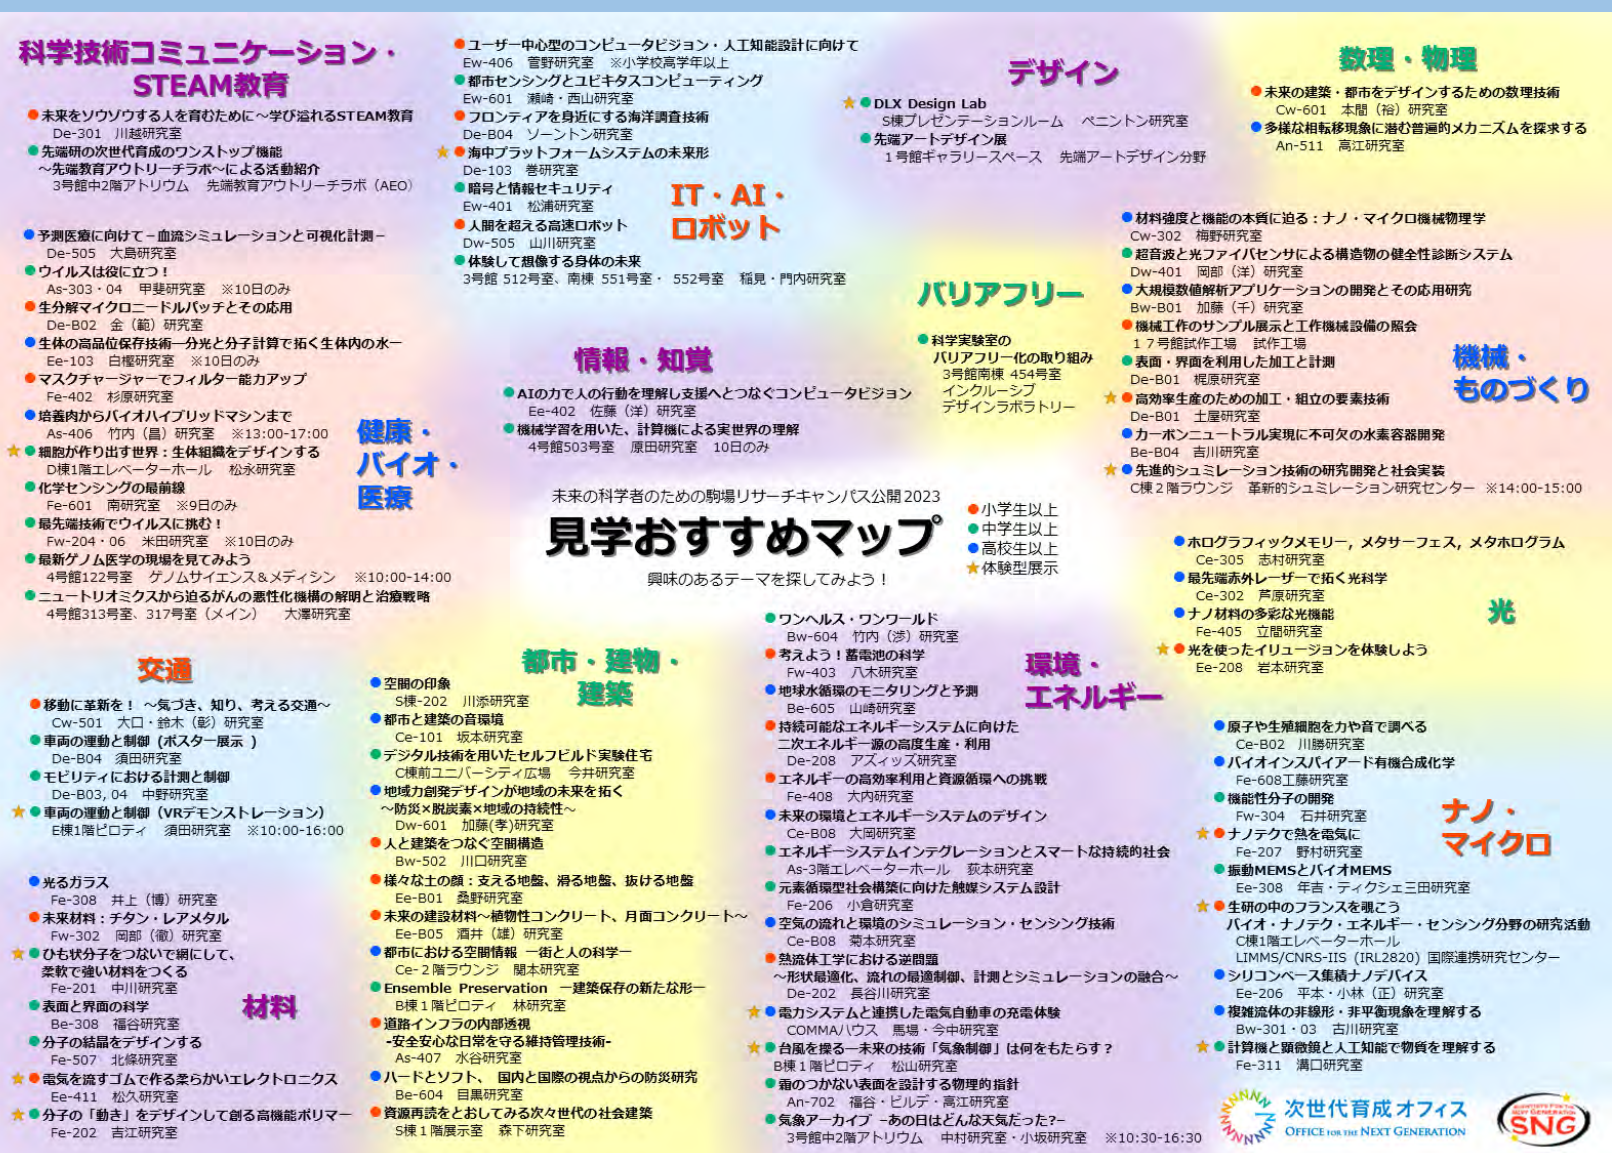 科学技術コミュニケーション・
STEAM教育
●未来をソウゾウする人を育むために～学び溢れるSTEAM教育
De-301　川越研究室
●先端研の次世代育成のワンストップ機能
～先端教育アウトリーチラボ～による活動紹介
3号館中2階アトリウム　先端教育アウトリーチラボ（AEO）
●予測医療に向けて－血流シミュレーションと可視化計測－
De-505　大島研究室
●ウイルスは役に立つ！
As-303・04　甲斐研究室　※10日のみ
●生分解マイクロニードルパッチとその応用
De-B02　金（範）研究室
●生体の高品位保存技術―分光と分子計算で拓く生体内の水―
Ee-103　白樫研究室　※10日のみ
●マスクチャージャーでフィルター能力アップ
Fe-402　杉原研究室
●培養肉からバイオハイブリッドマシンまで
As-406　竹内（昌）研究室　※13:00-17:00
★●細胞が作り出す世界：生体組織をデザインする
D棟1階エレベーターホール　松永研究室
●化学センシングの最前線
Fe-601　南研究室　※9日のみ
●最先端技術でウイルスに挑む！
Fw-204・06　米田研究室　※10日のみ
●最新ゲノム医学の現場を見てみよう
4号館122号室　ゲノムサイエンス＆メディシン　※10:00-14:00
●ニュートリオミクスから迫るがんの悪性化機構の解明と治療戦略
4号館313号室、317号室（メイン）　大澤研究室
健康・
バイオ・
医療
●ユーザー中心型のコンピュータビジョン・人工知能設計に向けて
Ew-406　菅野研究室　※小学校高学年以上
●都市センシングとユビキタスコンピューティング
Ew-601　瀬崎・西山研究室
●フロンティアを身近にする海洋調査技術
De-B04　ソーントン研究室
★●海中プラットフォームシステムの未来形
De-103　巻研究室
●暗号と情報セキュリティ
Ew-401　松浦研究室
●人間を超える高速ロボット
Dw-505　山川研究室
●体験して想像する身体の未来
3号館 512号室、南棟 551号室・ 552号室　稲見・門内研究室
IT・AI・
ロボット
情報・知覚
●AIの力で人の行動を理解し支援へとつなぐコンピュータビジョン
Ee-402　佐藤（洋）研究室
●機械学習を用いた、計算機による実世界の理解
4号館503号室　原田研究室　10日のみ
デザイン
★●DLX Design Lab
S棟プレゼンテーションルーム　ペニントン研究室
●先端アートデザイン展
１号館ギャラリースペース　先端アートデザイン分野
数理・物理
●未来の建築・都市をデザインするための数理技術
Cw-601　本間（裕）研究室
●多様な相転移現象に潜む普遍的メカニズムを探求する
An-511　高江研究室
バリアフリー
●科学実験室の
バリアフリー化の取り組み
3号館南棟 454号室
インクルーシブ
デザインラボラトリー
●材料強度と機能の本質に迫る：ナノ・マイクロ機械物理学
Cw-302　梅野研究室
●超音波と光ファイバセンサによる構造物の健全性診断システム
Dw-401　岡部（洋）研究室
●大規模数値解析アプリケーションの開発とその応用研究
Bw-B01　加藤（千）研究室
●機械工作のサンプル展示と工作機械設備の照会
１７号館試作工場　試作工場
●表面・界面を利用した加工と計測
De-B01　梶原研究室
★●高効率生産のための加工・組立の要素技術
De-B01　土屋研究室
●カーボンニュートラル実現に不可欠の水素容器開発
Be-B04　吉川研究室
★●先進的シュミレーション技術の研究開発と社会実装
C棟２階ラウンジ　革新的シュミレーション研究センター　※14:00-15:00
機械・
ものづくり
未来の科学者のための駒場リサーチキャンパス公開2023
見学おすすめマップ
興味のあるテーマを探してみよう！
●小学生以上
●中学生以上
●高校生以上
★体験型展示
●ホログラフィックメモリー，メタサーフェス，メタホログラム
Ce-305　志村研究室
●最先端赤外レーザーで拓く光科学
Ce-302　芦原研究室
●ナノ材料の多彩な光機能
Fe-405　立間研究室
★●光を使ったイリュージョンを体験しよう
Ee-208　岩本研究室
光
交通
●移動に革新を！ ～気づき、知り、考える交通～
Cw-501　大口・鈴木（彰）研究室
●車両の運動と制御（ポスター展示 ）
De-B04　須田研究室
●モビリティにおける計測と制御
De-B03, 04　中野研究室
★●車両の運動と制御（VRデモンストレーション）
E棟1階ピロティ　須田研究室　※10:00-16:00
●光るガラス
Fe-308　井上（博）研究室
●未来材料：チタン・レアメタル
Fw-302　岡部（徹）研究室
★●ひも状分子をつないで網にして、
柔軟で強い材料をつくる
Fe-201　中川研究室
●表面と界面の科学
Be-308　福谷研究室
●分子の結晶をデザインする
Fe-507　北條研究室
★●電気を流すゴムで作る柔らかいエレクトロニクス
Ee-411　松久研究室
★●分子の「動き」をデザインして創る高機能ポリマー
Fe-202　吉江研究室
材料
都市・建物・
建築
●空間の印象
S棟-202　川添研究室
●都市と建築の音環境
Ce-101　坂本研究室
●デジタル技術を用いたセルフビルド実験住宅
C棟前ユニバーシティ広場　今井研究室
●地域力創発デザインが地域の未来を拓く
～防災×脱炭素×地域の持続性～
Dw-601　加藤(孝)研究室
●人と建築をつなぐ空間構造
Bw-502　川口研究室
●様々な土の顔：支える地盤、滑る地盤、抜ける地盤
Ee-B01　桑野研究室
●未来の建設材料～植物性コンクリート、月面コンクリート～
Ee-B05　酒井（雄）研究室
●都市における空間情報　―街と人の科学―
Ce-２階ラウンジ　関本研究室
●Ensemble Preservation　―建築保存の新たな形―
B棟１階ピロティ　林研究室
●道路インフラの内部透視
-安全安心な日常を守る維持管理技術-
As-407　水谷研究室
●ハードとソフト、 国内と国際の視点からの防災研究
Be-604　目黒研究室
●資源再読をとおしてみる次々世代の社会建築
S棟１階展示室　森下研究室
●ワンヘルス・ワンワールド
Bw-604　竹内（渉）研究室
●考えよう！蓄電池の科学
Fw-403　八木研究室
●地球水循環のモニタリングと予測
Be-605　山崎研究室
●持続可能なエネルギーシステムに向けた
二次エネルギー源の高度生産・利用
De-208　アズィッズ研究室
●エネルギーの高効率利用と資源循環への挑戦
Fe-408　大内研究室
●未来の環境とエネルギーシステムのデザイン
Ce-B08　大岡研究室
●エネルギーシステムインテグレーションとスマートな持続的社会
As-3階エレベーターホール　荻本研究室
●元素循環型社会構築に向けた触媒システム設計
Fe-206　小倉研究室
●空気の流れと環境のシミュレーション・センシング技術
Ce-B08　菊本研究室
●熱流体工学における逆問題
～形状最適化、流れの最適制御、計測とシミュレーションの融合～
De-202　長谷川研究室
★●電力システムと連携した電気自動車の充電体験
COMMAハウス　馬場・今中研究室
★●台風を操る―未来の技術「気象制御」は何をもたらす？
B棟１階ピロティ　松山研究室
●霜のつかない表面を設計する物理的指針
An-702　福谷・ビルデ・高江研究室
●気象アーカイブ －あの日はどんな天気だった?－
3号館中2階アトリウム　中村研究室・小坂研究室　※10:30-16:30
環境・
エネルギー
●原子や生殖細胞を力や音で調べる
Ce-B02　川勝研究室
●バイオインスパイアード有機合成化学
Fe-608工藤研究室
●機能性分子の開発
Fw-304　石井研究室
★●ナノテクで熱を電気に
Fe-207　野村研究室
●振動MEMSとバイオMEMS
Ee-308　年吉・ティクシェ三田研究室
★●生研の中のフランスを覗こう
バイオ・ナノテク・エネルギー・センシング分野の研究活動
C棟1階エレベーターホール
LIMMS/CNRS-IIS (IRL2820) 国際連携研究センター
●シリコンベース集積ナノデバイス
Ee-206　平本・小林（正）研究室
●複雑流体の非線形・非平衡現象を理解する
Bw-301・03　古川研究室
★●計算機と顕微鏡と人工知能で物質を理解する
Fe-311　溝口研究室
ナノ・
マイクロ
次世代育成オフィス
OFFICE FOR THE NEXT GENERATION
SCIENTISTS FOR THE
NEXT GENERATION
SNG